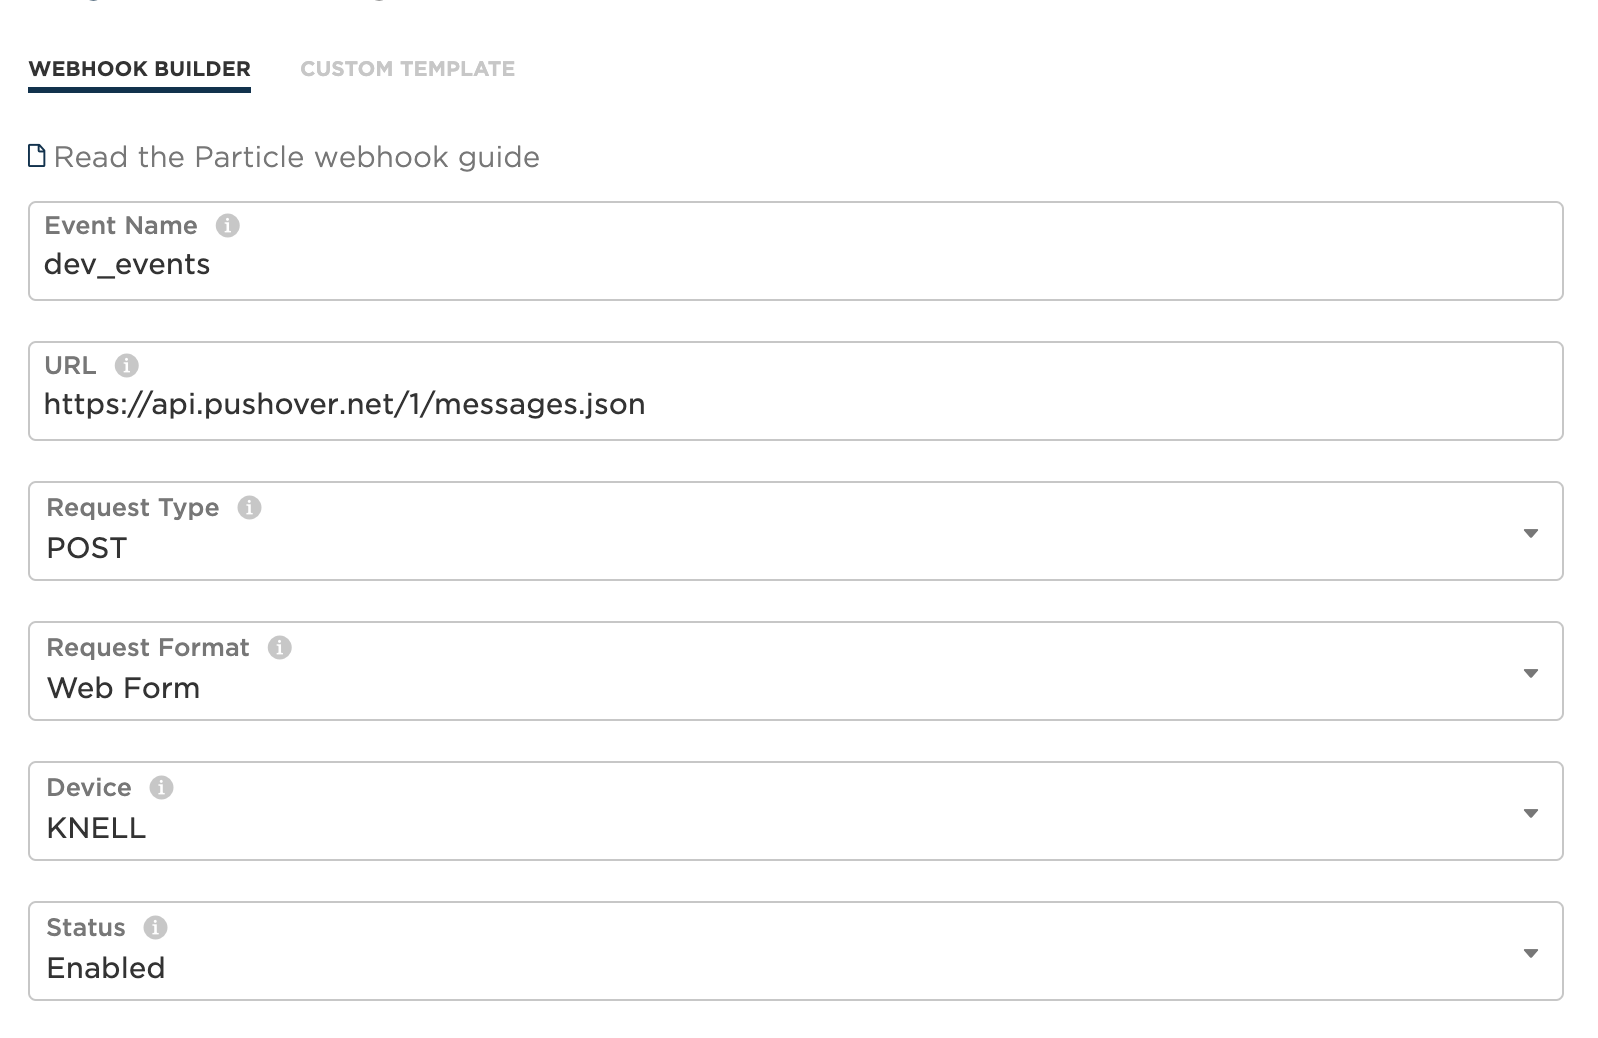 WEBHOOK BUILDER CUSTOM TEMPLATE
Read the Particle webhook guide
Event Name
dev_events
URL
https://api.pushover.net/1/messages.json
Request Type
POST
Request Format
Web Form
Device
KNELL
Status
Enabled